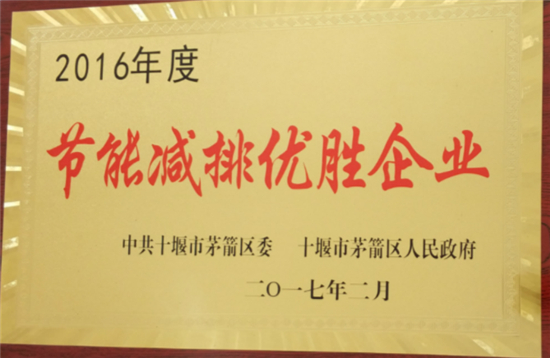 2016年度
节能减排优胜企业
中共十堰市茅箭区委 十堰市茅箭区人民政府
二〇一七年二月